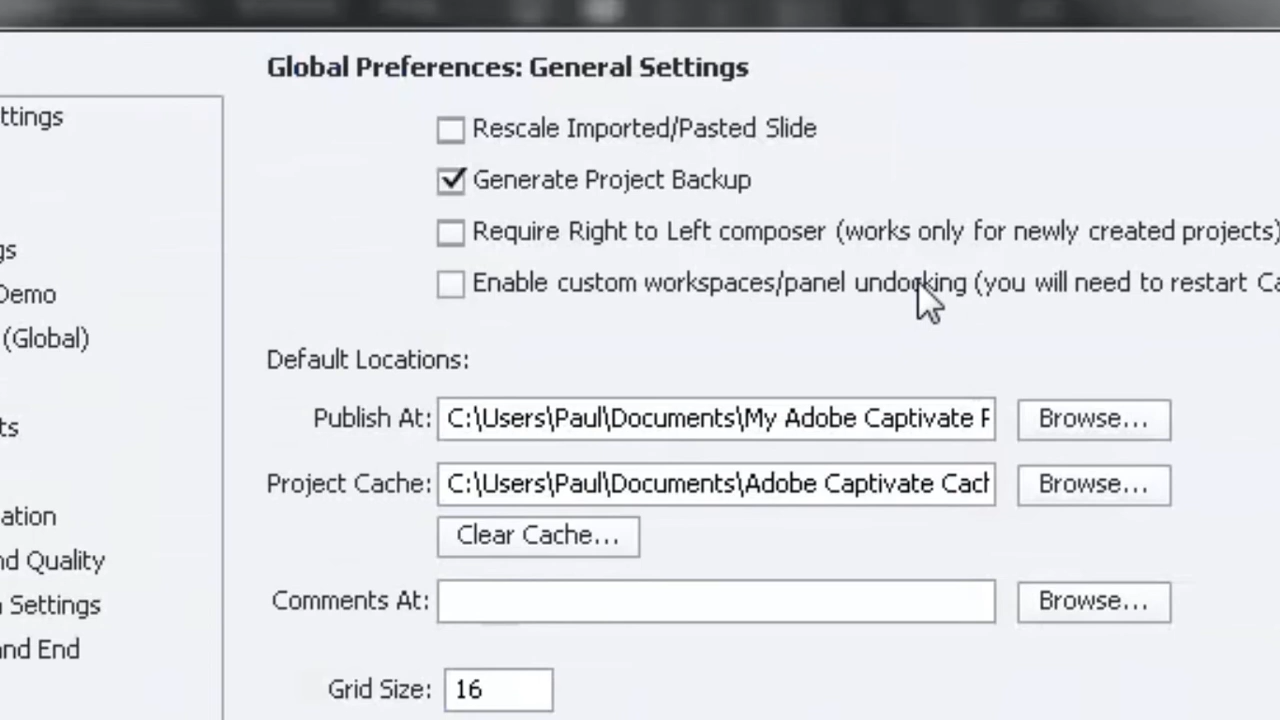 Global Preferences: General Settings
ttings
Rescale Imported/Pasted Slide
Generate Project Backup
Require Right to Left composer (works only for newly created projects)
gs
Enable custom workspaces/panel undocking (you will need to restart Ca
Demo
(Global)
Default Locations:
Publish At: C:\Users\Paul\Documents\My Adobe Captivate P Browse...
ts
Project Cache: C:\Users\Paul\Documents\Adobe Captivate Cach Browse...
ation
Clear Cache...
nd Quality
Comments At: Browse...
Settings
and End
Grid Size: 16